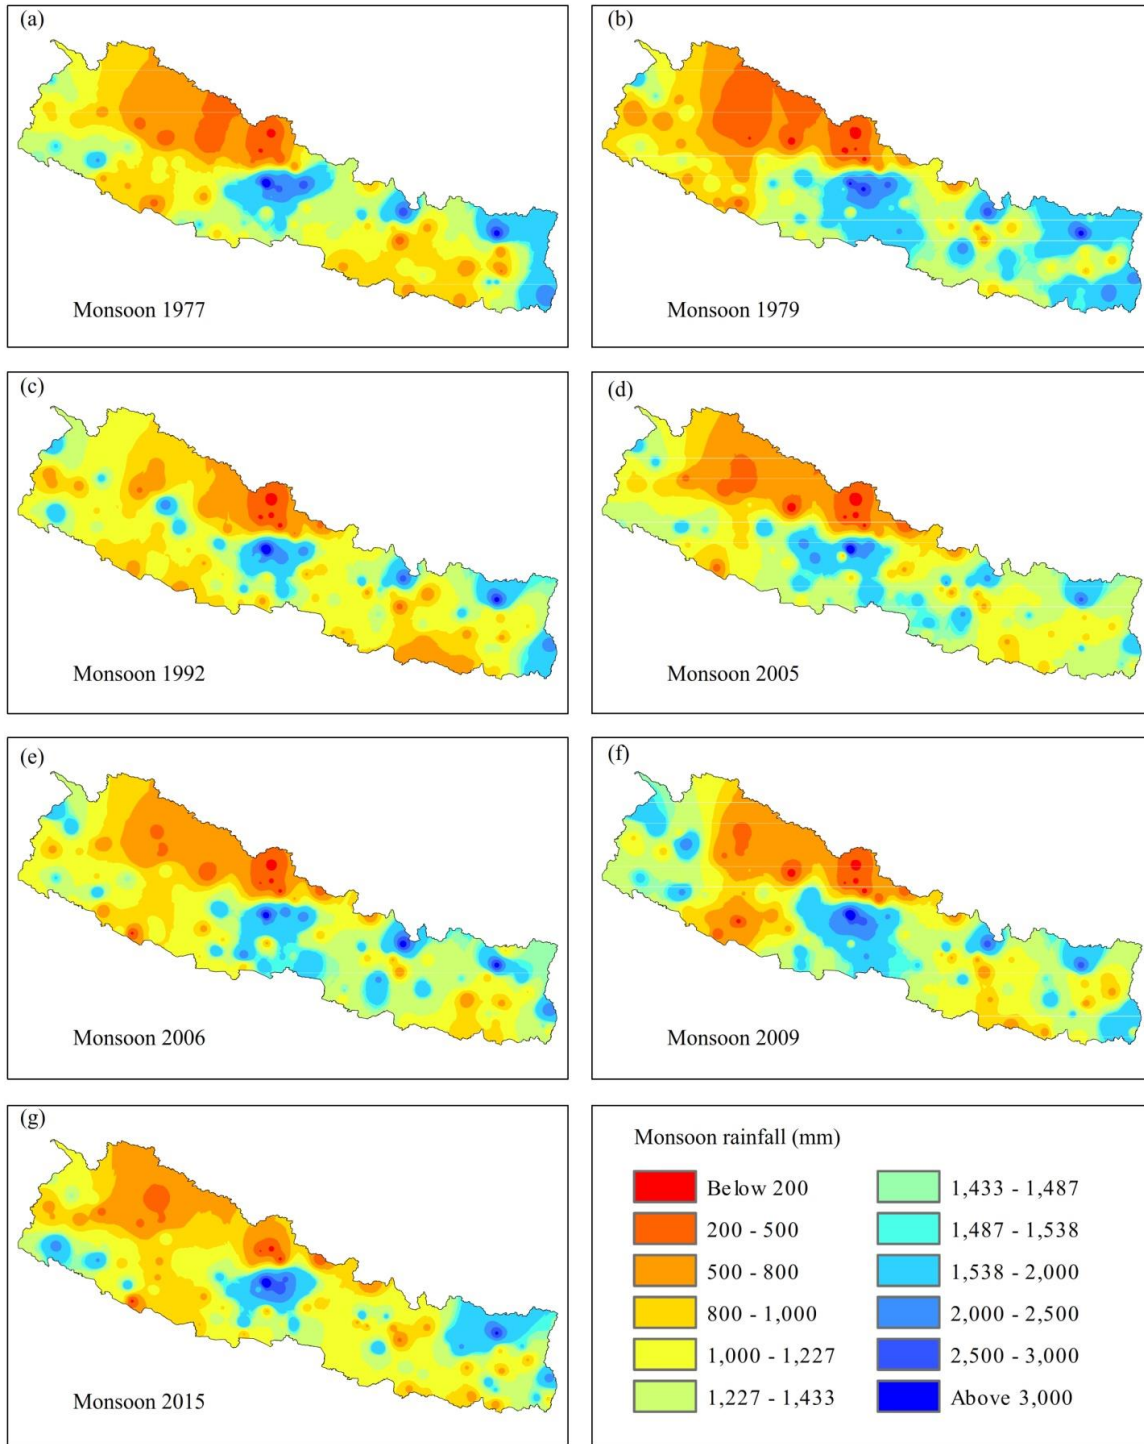 (a)
Monsoon 1977
(b)
Monsoon 1979
(c)
Monsoon 1992
(d)
Monsoon 2005
(e)
Monsoon 2006
(f)
Monsoon 2009
(g)
Monsoon 2015
Monsoon rainfall (mm)
Below 200
200 - 500
500 - 800
800 - 1,000
1,000 - 1,227
1,227 - 1,433
1,433 - 1,487
1,487 - 1,538
1,538 - 2,000
2,000 - 2,500
2,500 - 3,000
Above 3,000